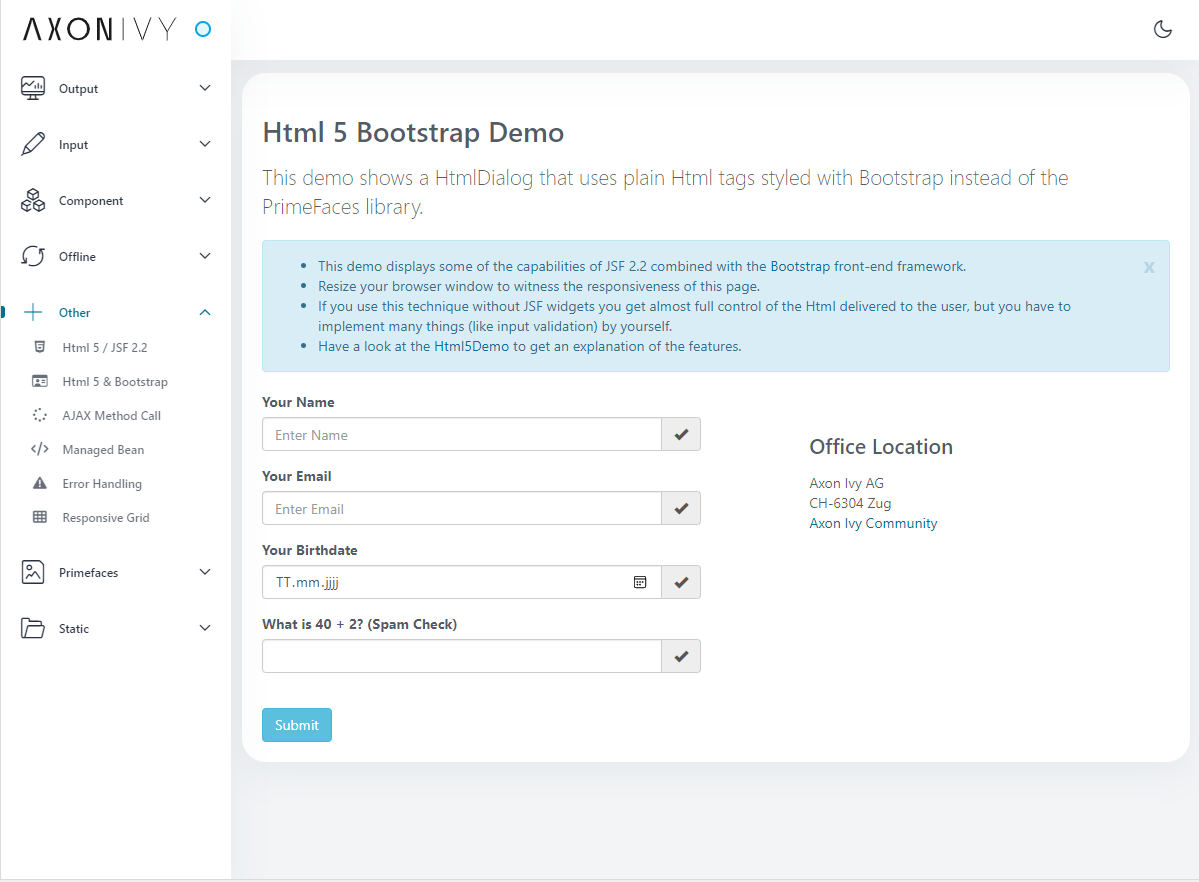 AXONIVY
Output
Input
Component
Offline
Other
Html 5 / JSF 2.2
Html 5 & Bootstrap
AJAX Method Call
Managed Bean
Error Handling
Responsive Grid
Primefaces
Static
Html 5 Bootstrap Demo
This demo shows a HtmlDialog that uses plain Html tags styled with Bootstrap instead of the
PrimeFaces library.
This demo displays some of the capabilities of JSF 2.2 combined with the Bootstrap front-end framework.
Resize your browser window to witness the responsiveness of this page.
If you use this technique without JSF widgets you get almost full control of the Html delivered to the user, but you have to
implement many things (like input validation) by yourself.
Have a look at the Html5Demo to get an explanation of the features.
x
Your Name
Enter Name
Your Email
Enter Email
Your Birthdate
TT.mm.jjjj
What is 40 + 2? (Spam Check)
Submit
Office Location
Axon Ivy AG
CH-6304 Zug
Axon Ivy Community